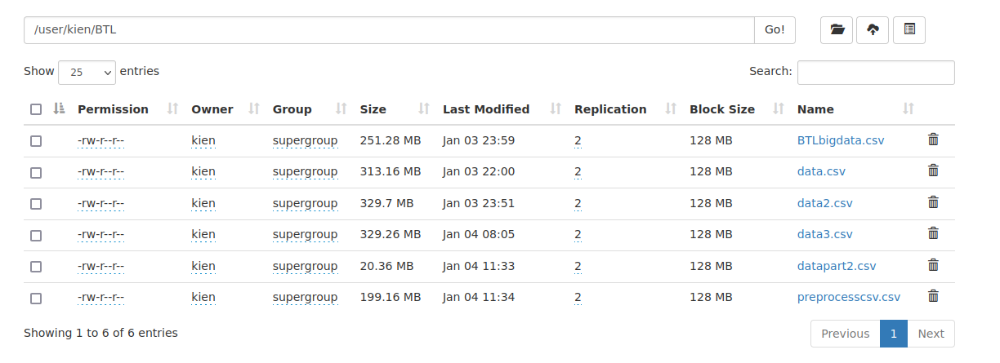 /user/kien/BTL Go!
Show 25 entries Search:
Permission Owner Group Size Last Modified Replication Block Size Name
-rw-r--r-- kien supergroup 251.28 MB Jan 03 23:59 2 128 MB BTLbigdata.csv
-rw-r--r-- kien supergroup 313.16 MB Jan 03 22:00 2 128 MB data.csv
-rw-r--r-- kien supergroup 329.7 MB Jan 03 23:51 2 128 MB data2.csv
-rw-r--r-- kien supergroup 329.26 MB Jan 04 08:05 2 128 MB data3.csv
-rw-r--r-- kien supergroup 20.36 MB Jan 04 11:33 2 128 MB datapart2.csv
-rw-r--r-- kien supergroup 199.16 MB Jan 04 11:34 2 128 MB preprocesscsv.csv
Showing 1 to 6 of 6 entries Previous 1 Next